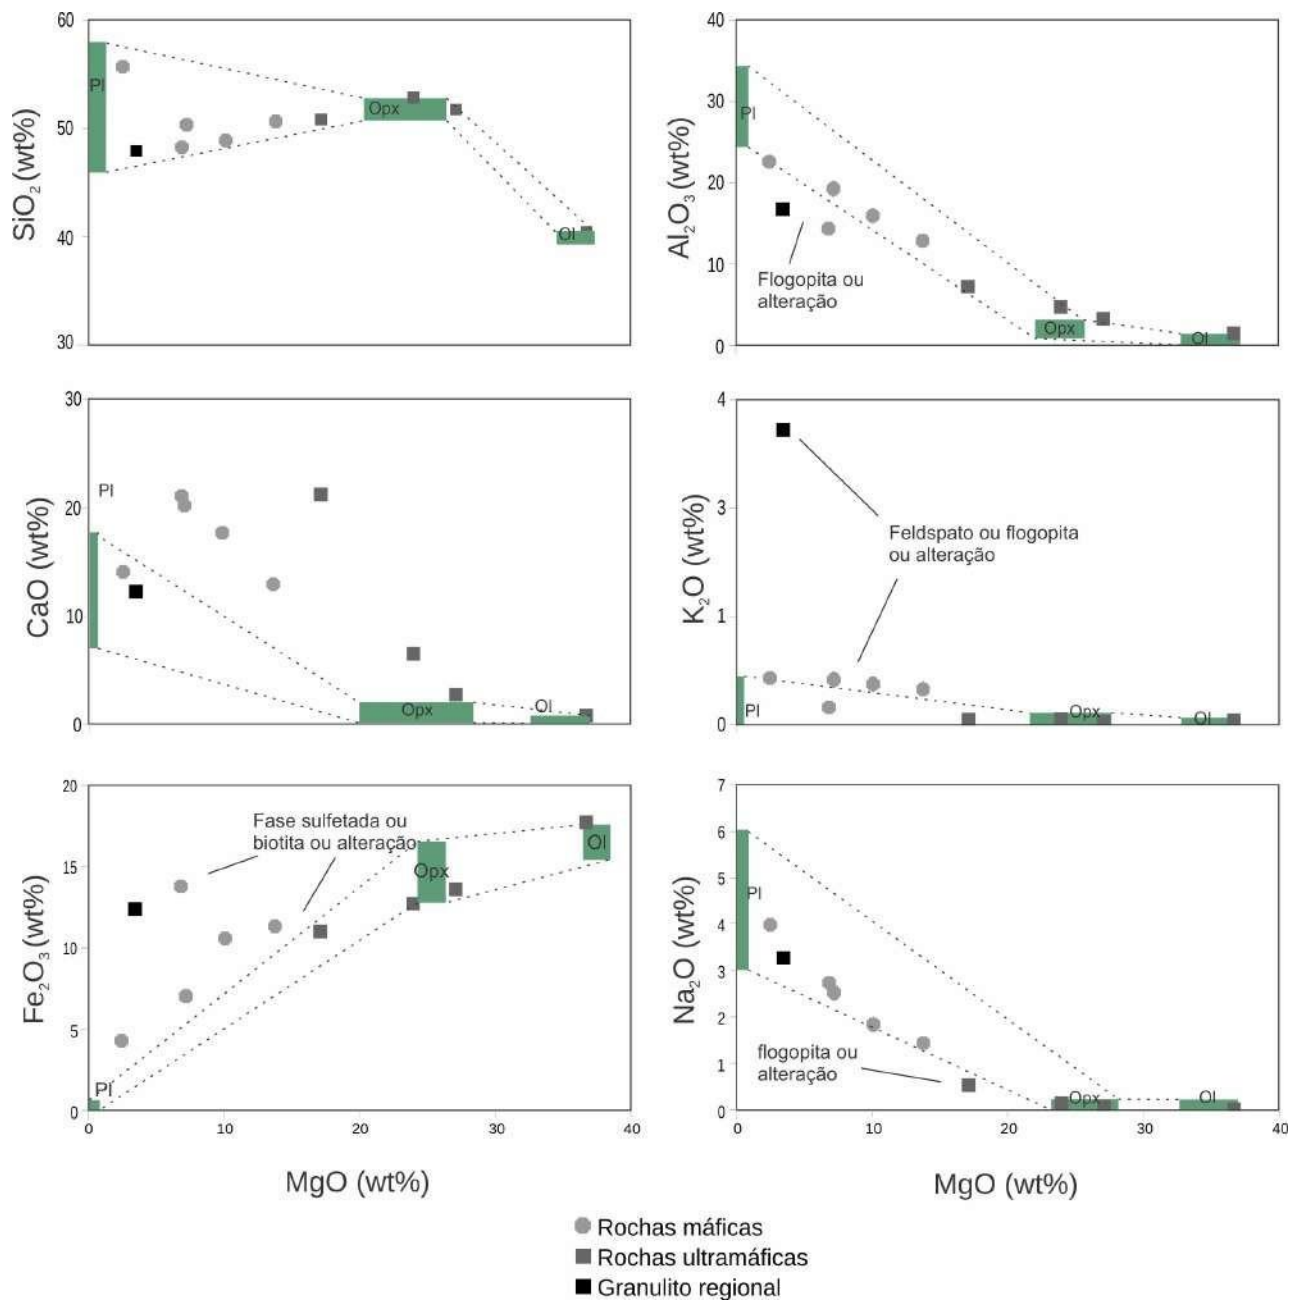 60
50
40
30
SiO₂ (wt%)
Pl
Opx
Ol
40
30
20
10
0
Al₂O₃ (wt%)
Pl
Flogopita ou
alteração
Opx
Ol
30
20
10
0
CaO (wt%)
Pl
Opx
Ol
4
3
1
0
K₂O (wt%)
Feldspato ou flogopita
ou alteração
Pl
Opx
Ol
20
15
10
5
0
Fe₂O₃ (wt%)
Fase sulfetada ou
biotita ou alteração
Opx
Ol
Pl
0 10 20 30 40
MgO (wt%)
7
6
5
4
3
2
1
0
Na₂O (wt%)
Pl
flogopita ou
alteração
Opx
Ol
0 10 20 30 40
MgO (wt%)
Rochas máficas
Rochas ultramáficas
Granulito regional